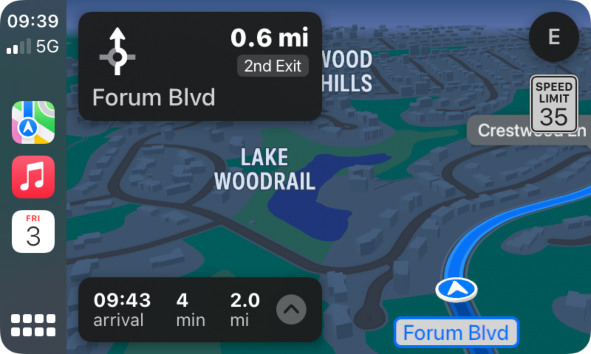 09:39
5G
0.6 mi
2nd Exit
Forum Blvd
WOOD
HILLS
E
SPEED
LIMIT
35
Crestwood Ln
LAKE
WOODRAIL
FRI
3
09:43 4 2.0
arrival min mi
Forum Blvd